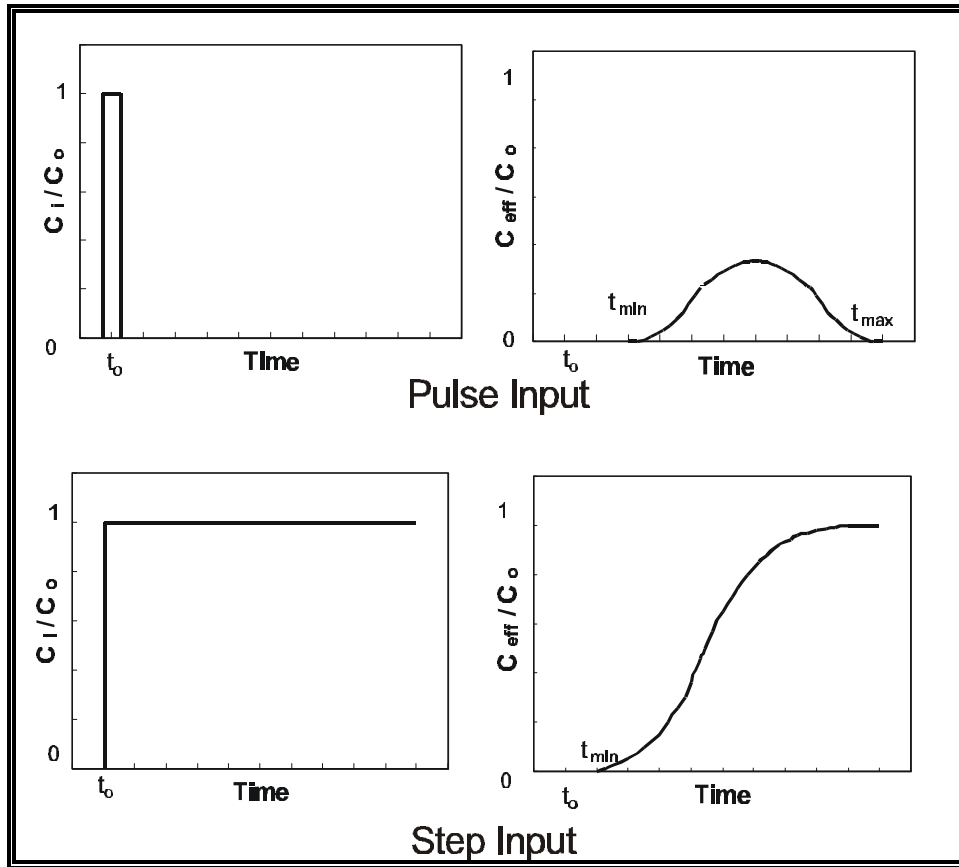 1
C i / C o
0
t o
Time
1
C eff / C o
0
t min
t max
t o
Time
Pulse Input
1
C i / C o
0
t o
Time
1
C eff / C o
0
t min
t o
Time
Step Input